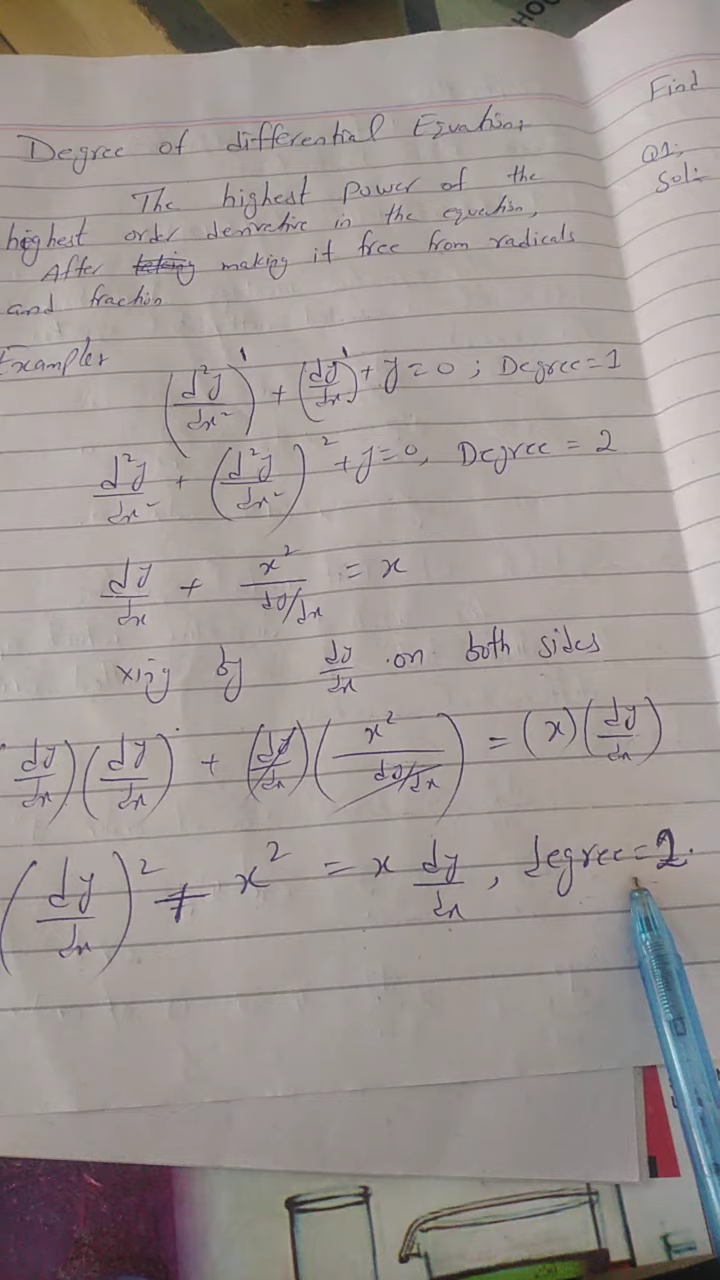 Degree of differential Equation;
The highest Power of the
highest order derivative in the equection,
After making it free from radicals
and fraction
Examples
(d²y/dx²)¹ + (dy/dx)¹ + y = 0 ; Degree = 1
d²y/dx² + (d²y/dx²)² + y = 0, Degree = 2
dy/dx + x²/(dy/dx) = x
xing by dy/dx on both sides
(dy/dx)(dy/dx) + (dy/dx)(x²/(dy/dx)) = (x)(dy/dx)
(dy/dx)² + x² = x dy/dx, degree = 2.
Find
Q1;
Sol:-